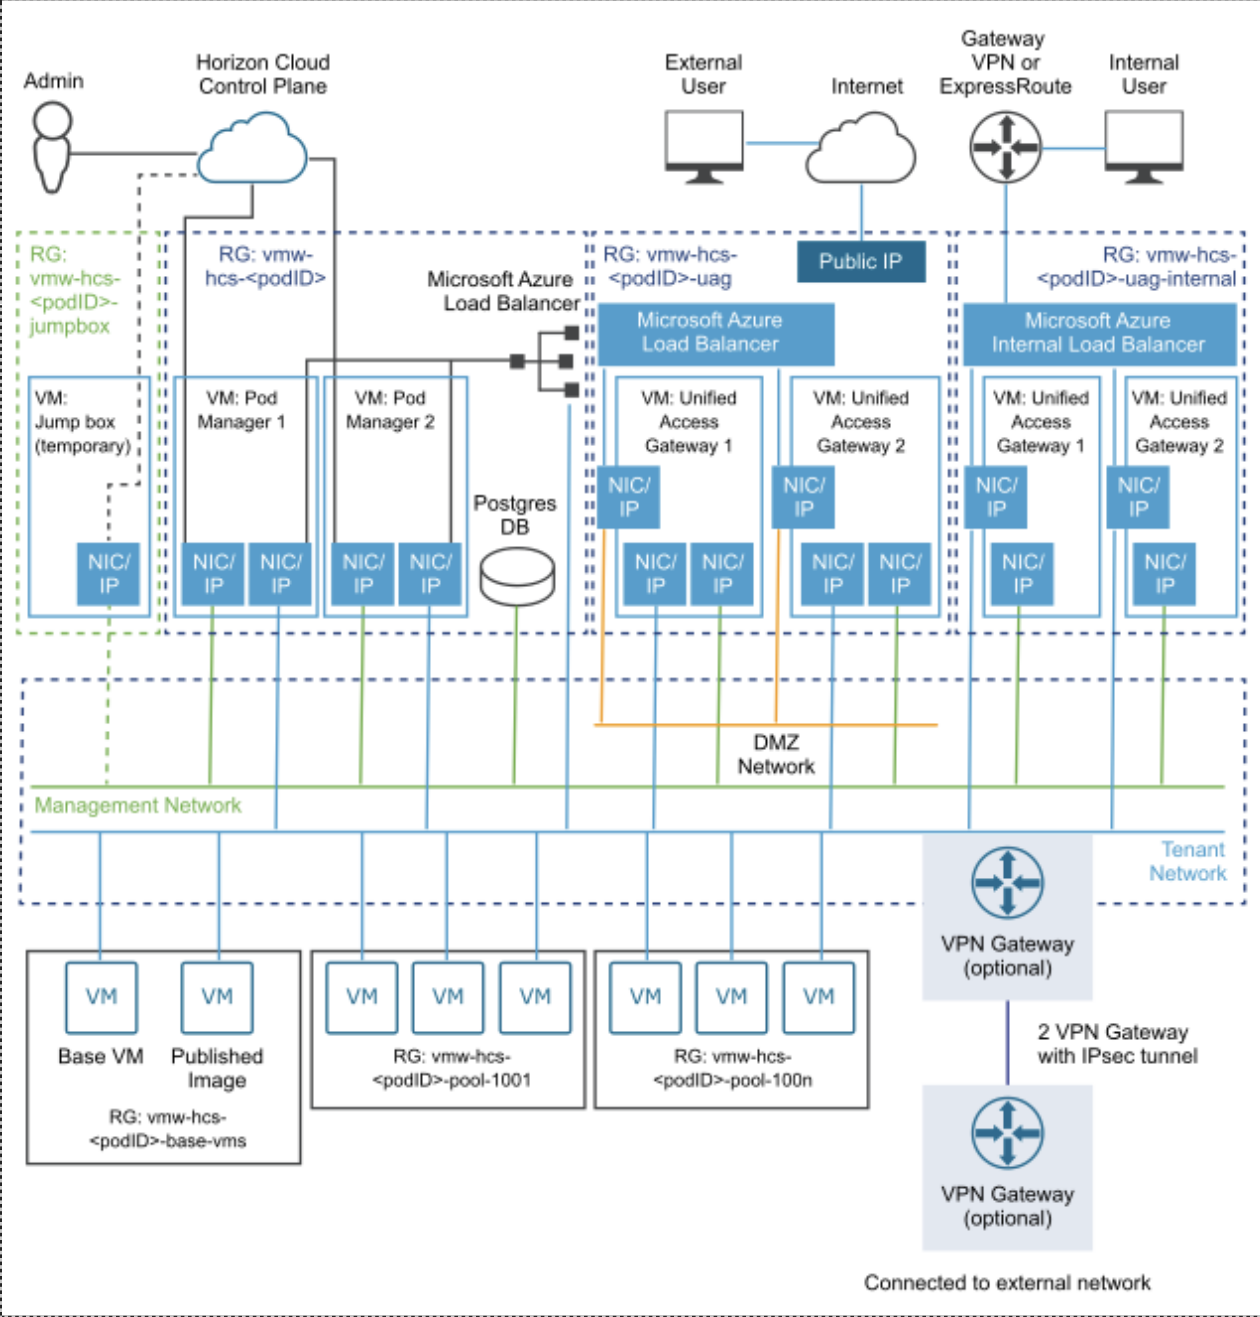 Admin
Horizon Cloud
Control Plane
External
User
Internet
Gateway
VPN or
ExpressRoute
Internal
User
RG:
vmw-hcs-
<podID>-
jumpbox
RG: vmw-
hcs-<podID>
Microsoft Azure
Load Balancer
RG: vmw-hcs-
<podID>-uag
Public IP
RG: vmw-hcs-
<podID>-uag-internal
Microsoft Azure
Load Balancer
Microsoft Azure
Internal Load Balancer
VM:
Jump box
(temporary)
VM: Pod
Manager 1
VM: Pod
Manager 2
VM: Unified
Access
Gateway 1
VM: Unified
Access
Gateway 2
VM: Unified
Access
Gateway 1
VM: Unified
Access
Gateway 2
NIC/
IP
NIC/
IP
NIC/
IP
NIC/
IP
Postgres
DB
NIC/
IP
NIC/
IP
NIC/
IP
NIC/
IP
NIC/
IP
NIC/
IP
NIC/
IP
NIC/
IP
NIC/
IP
NIC/
IP
NIC/
IP
DMZ
Network
Management Network
Tenant
Network
VPN Gateway
(optional)
VM
VM
VM
VM
VM
VM
VM
VM
Base VM
Published
Image
RG: vmw-hcs-
<podID>-base-vms
RG: vmw-hcs-
<podID>-pool-1001
RG: vmw-hcs-
<podID>-pool-100n
2 VPN Gateway
with IPsec tunnel
VPN Gateway
(optional)
Connected to external network